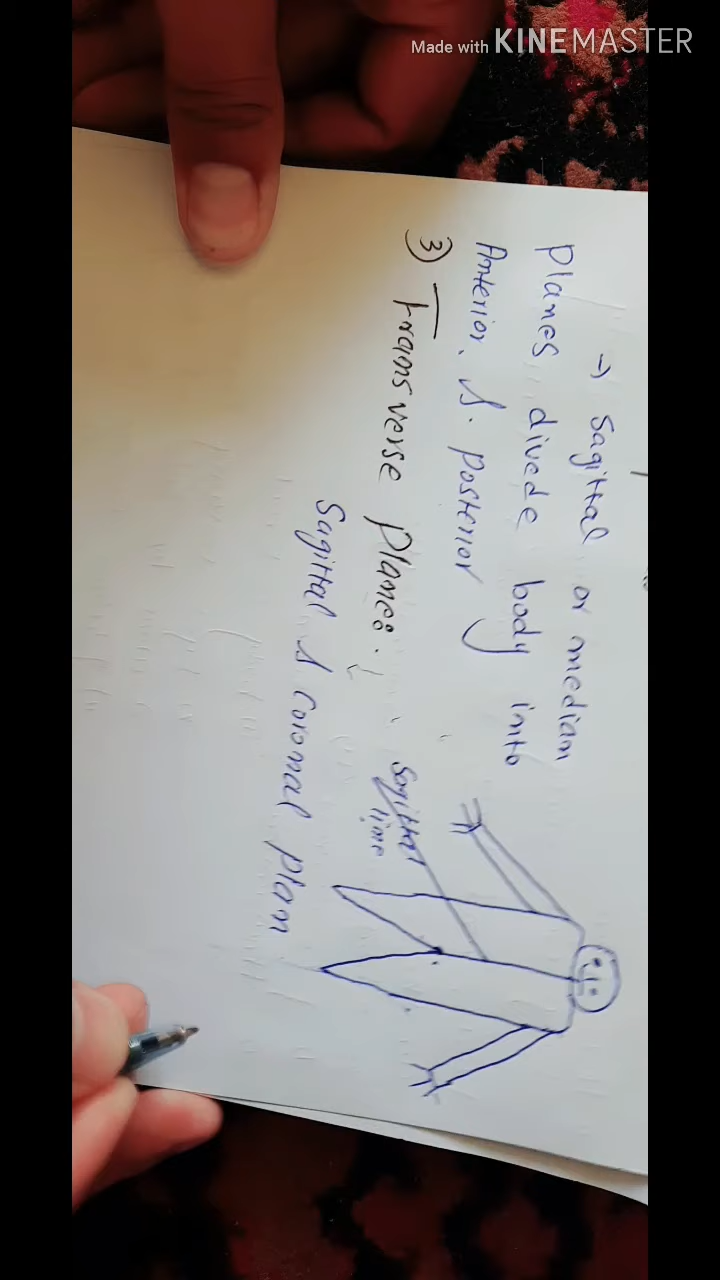 Made with KINEMASTER
→ Sagittal or median
Planes divede body into
Anterior & Posterior
3) Transverse Planes:
Sagittal & Coronal Plan
Sagittal
line